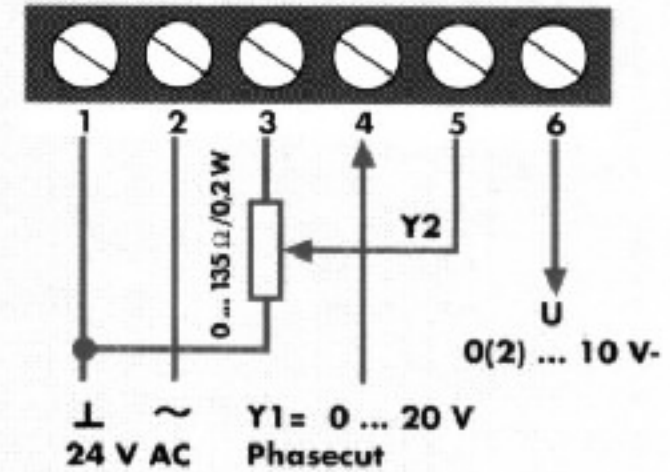 1 2 3 4 5 6
0 ... 135 Ω/0,2 W
Y2
U
0(2) ... 10 V-
⊥ ~ Y1= 0 ... 20 V
24 V AC Phasecut